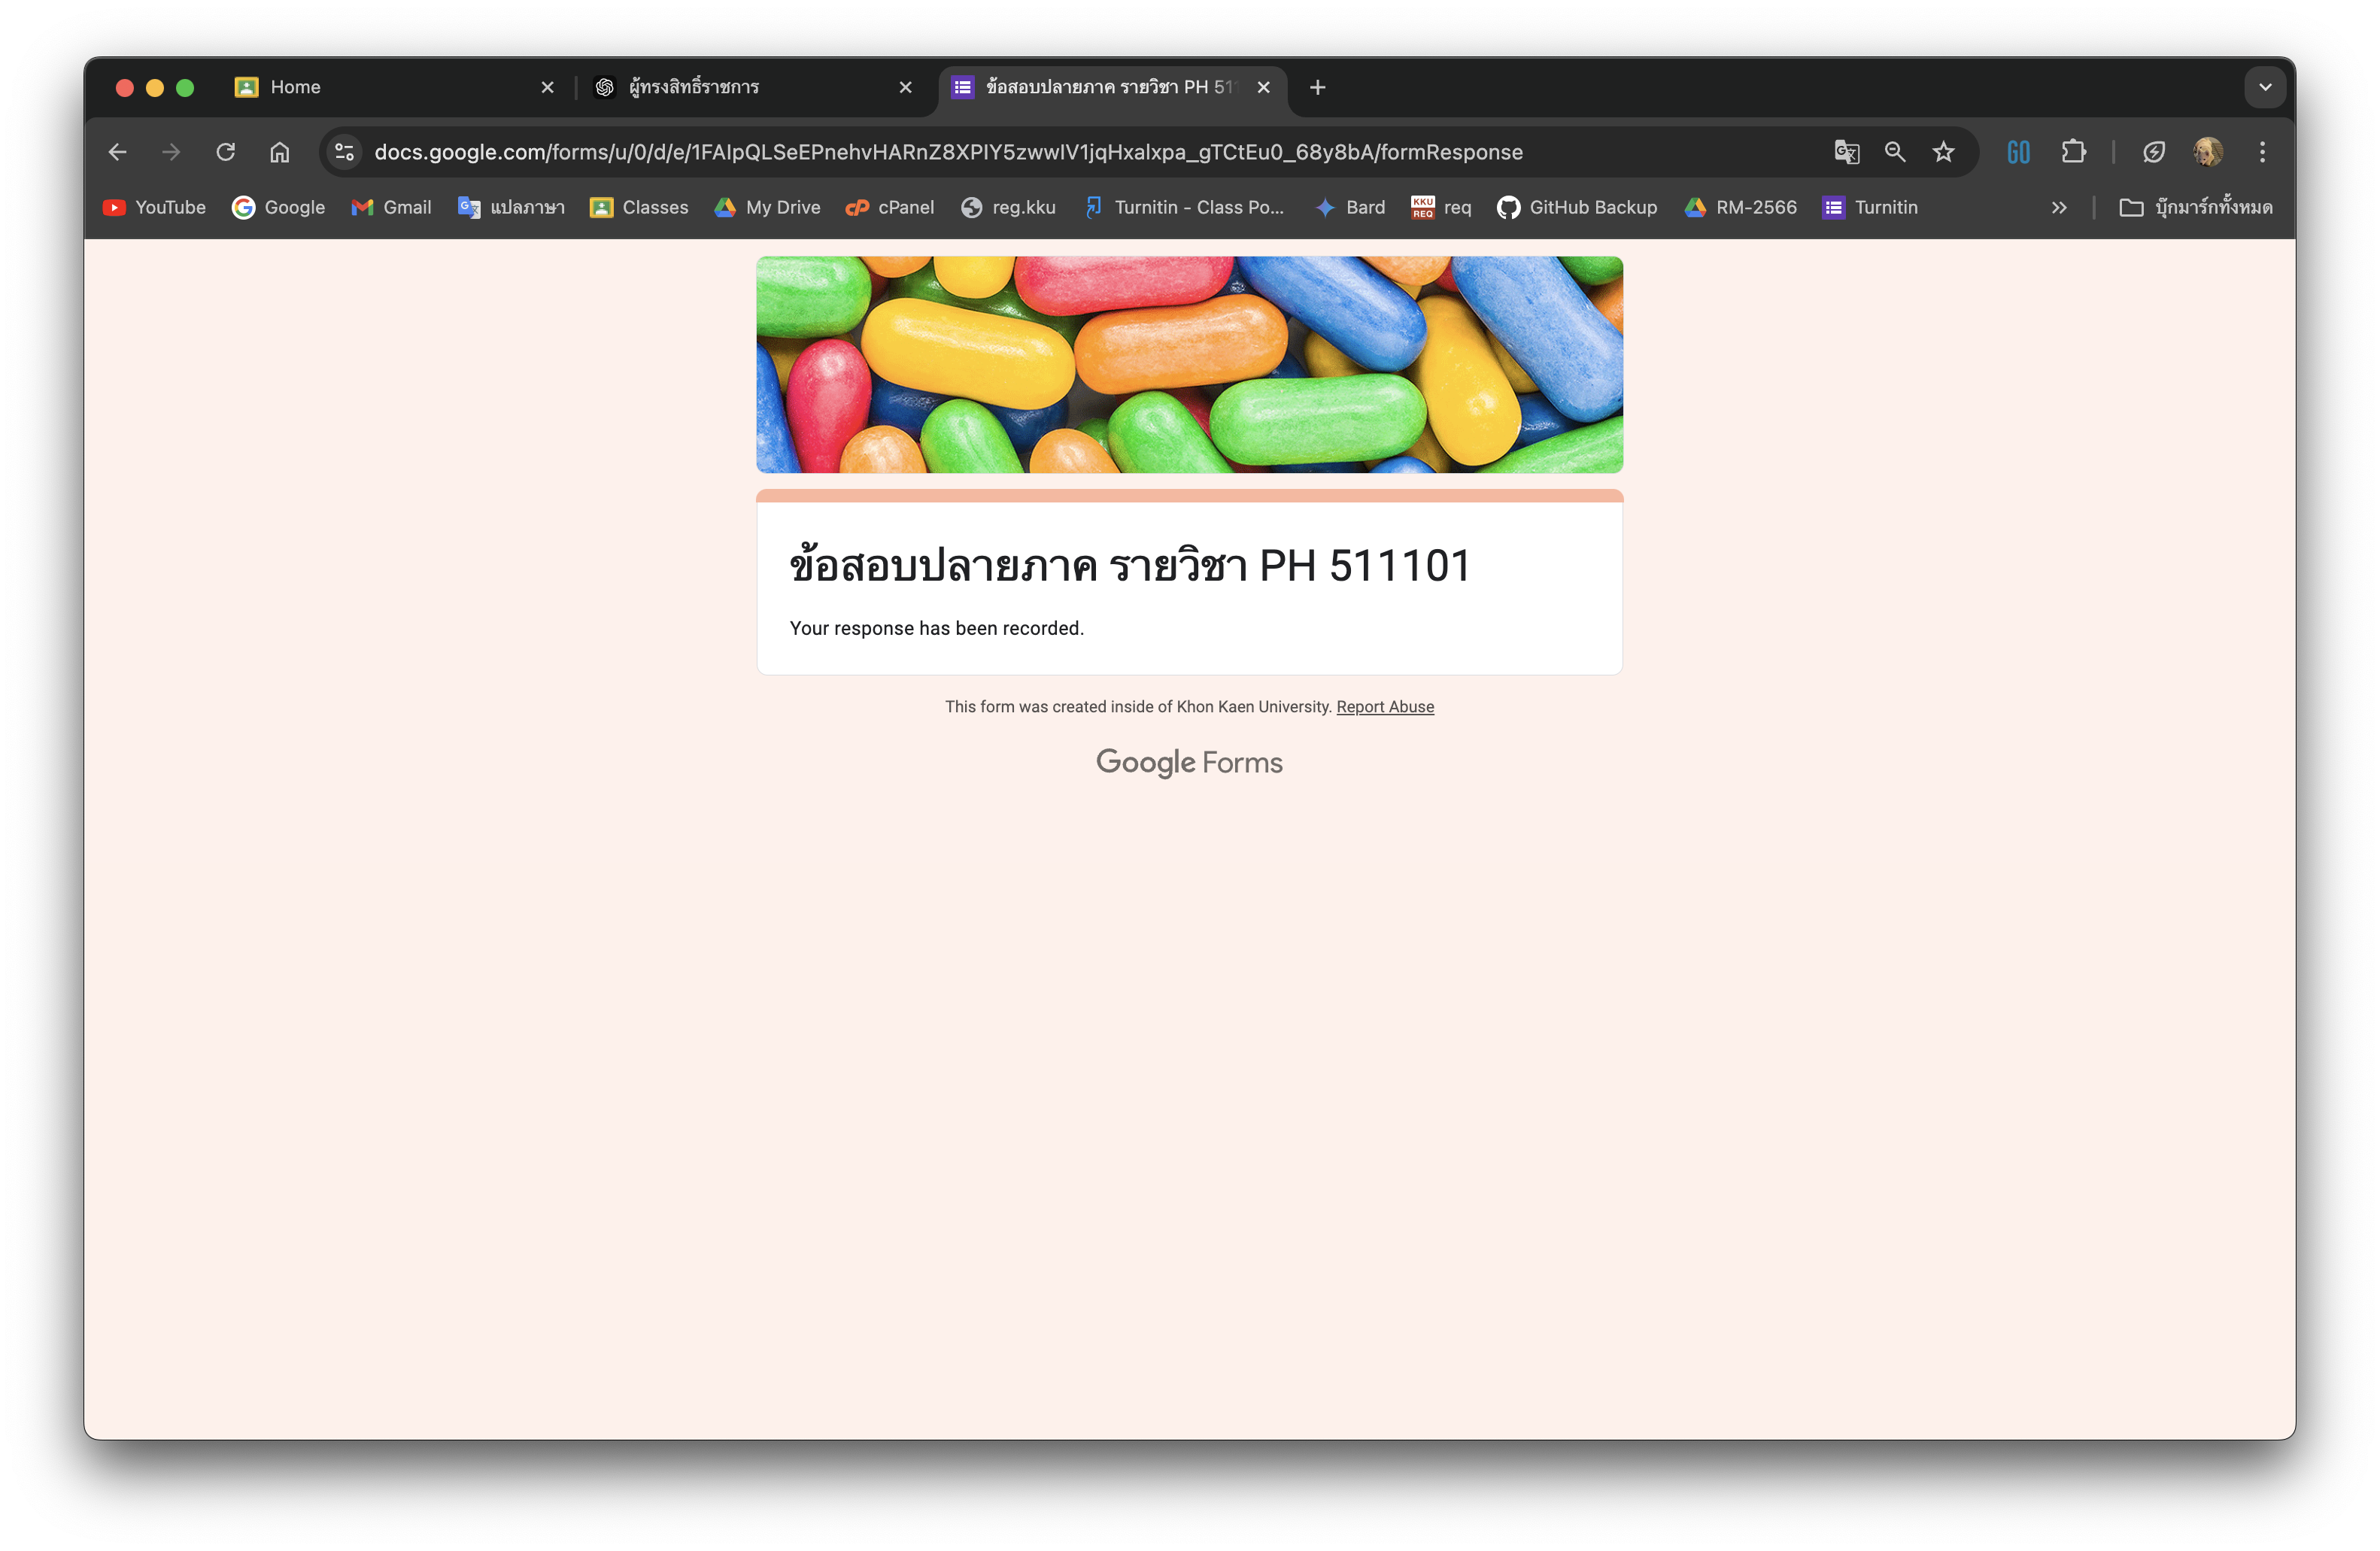 Home
ผู้ทรงสิทธิ์ราชการ
ข้อสอบปลายภาค รายวิชา PH 511
docs.google.com/forms/u/0/d/e/1FAIpQLSeEPnehvHARnZ8XPIY5zwwIV1jqHxalxpa_gTCtEu0_68y8bA/formResponse
GO
YouTube
Google
Gmail
แปลภาษา
Classes
My Drive
cPanel
reg.kku
Turnitin - Class Po...
Bard
KKU
REQ
req
GitHub Backup
RM-2566
Turnitin
บุ๊กมาร์กทั้งหมด
ข้อสอบปลายภาค รายวิชา PH 511101
Your response has been recorded.
This form was created inside of Khon Kaen University. Report Abuse
Google Forms